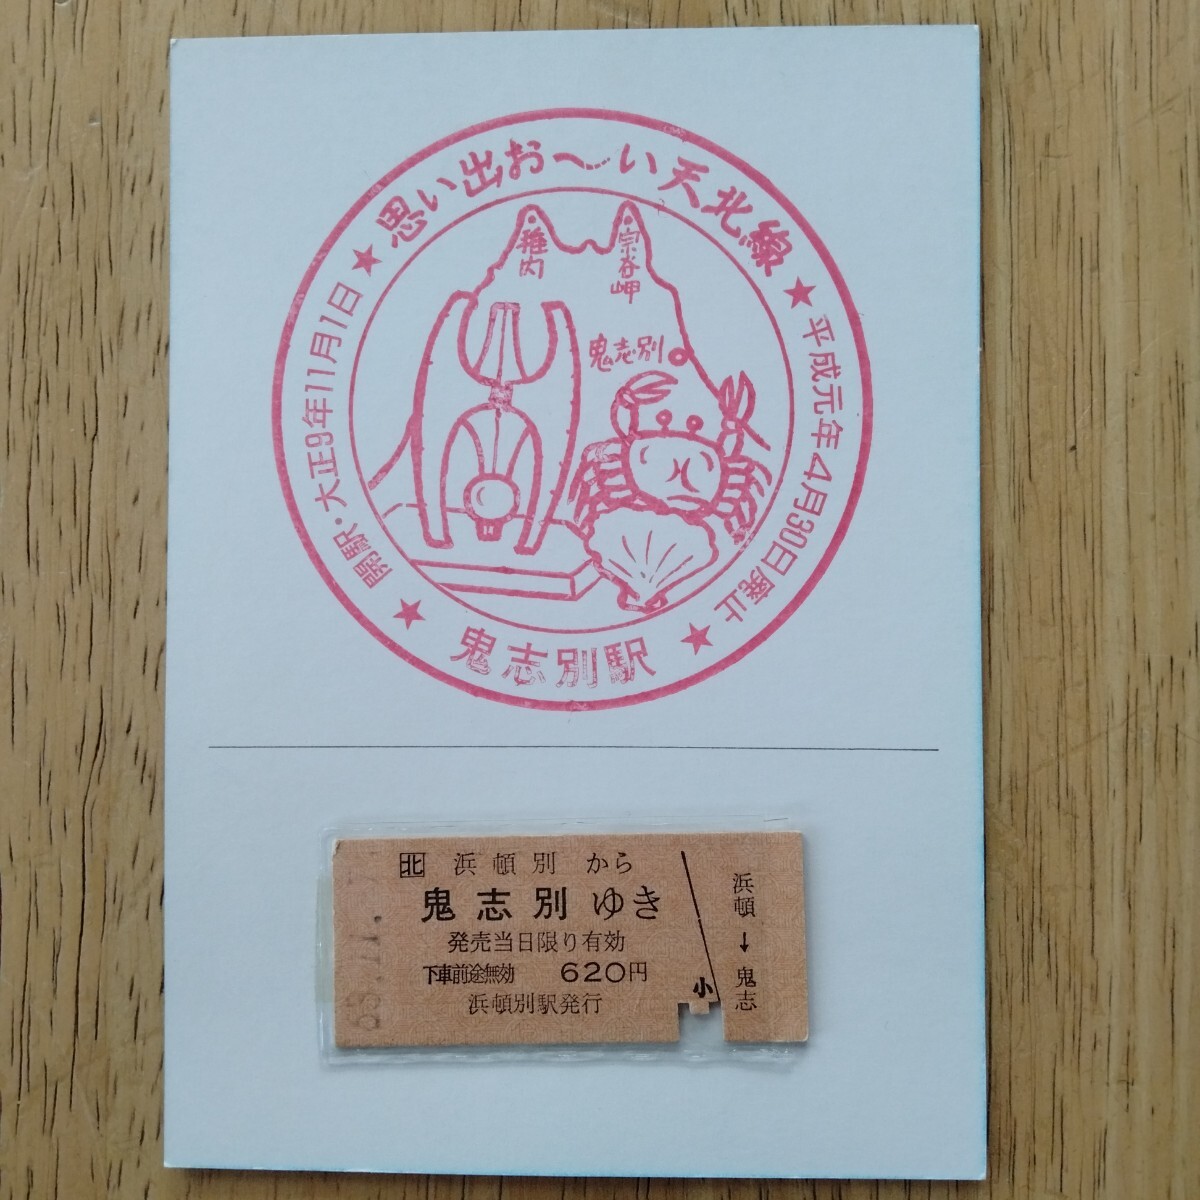 思い出お〜い天北線
★平成元年4月30日廃止
★開駅・大正9年11月1日★
★鬼志別駅
稚内
宗谷岬
鬼志別
北 浜頓別 から
鬼志別 ゆき
発売当日限り有効
下車前途無効 620円
浜頓別駅発行
小
浜頓
↓
鬼志